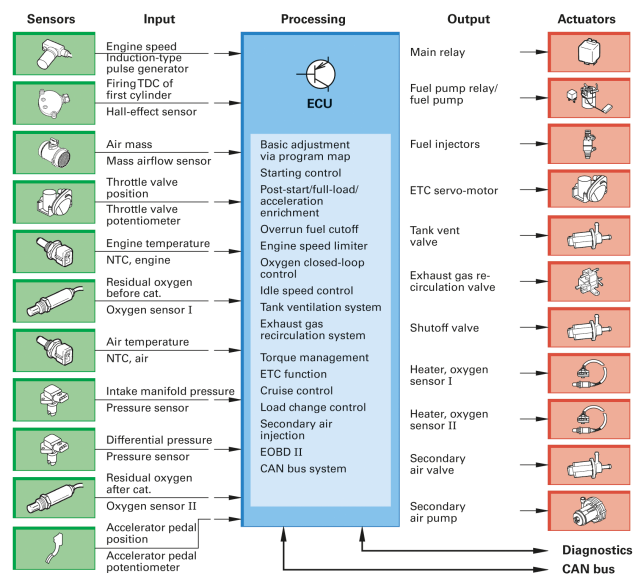 Sensors
Input
Processing
Output
Actuators
Engine speed
Induction-type
pulse generator
Firing TDC of
first cylinder
Hall-effect sensor
Air mass
Mass airflow sensor
Throttle valve
position
Throttle valve
potentiometer
Engine temperature
NTC, engine
Residual oxygen
before cat.
Oxygen sensor I
Air temperature
NTC, air
Intake manifold pressure
Pressure sensor
Differential pressure
Pressure sensor
Residual oxygen
after cat.
Oxygen sensor II
Accelerator pedal
position
Accelerator pedal
potentiometer
ECU
Basic adjustment
via program map
Starting control
Post-start/full-load/
acceleration
enrichment
Overrun fuel cutoff
Engine speed limiter
Oxygen closed-loop
control
Idle speed control
Tank ventilation system
Exhaust gas
recirculation system
Torque management
ETC function
Cruise control
Load change control
Secondary air
injection
EOBD II
CAN bus system
Main relay
Fuel pump relay/
fuel pump
Fuel injectors
ETC servo-motor
Tank vent
valve
Exhaust gas re-
circulation valve
Shutoff valve
Heater, oxygen
sensor I
Heater, oxygen
sensor II
Secondary
air valve
Secondary
air pump
Diagnostics
CAN bus